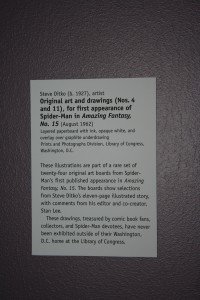 Steve Ditko (b. 1927), artist
Original art and drawings (Nos. 4
and 11), for first appearance of
Spider-Man in Amazing Fantasy,
No. 15 (August 1962)
Layered paperboard with ink, opaque white, and
overlay over graphite underdrawing
Prints and Photographs Division, Library of Congress,
Washington, D.C.
These illustrations are part of a rare set of
twenty-four original art boards from Spider-
Man's first published appearance in Amazing
Fantasy, No. 15. The boards show selections
from Steve Ditko's eleven-page illustrated story,
with comments from his editor and co-creator,
Stan Lee.
These drawings, treasured by comic book fans,
collectors, and Spider-Man devotees, have never
been exhibited outside of their Washington,
D.C. home at the Library of Congress.